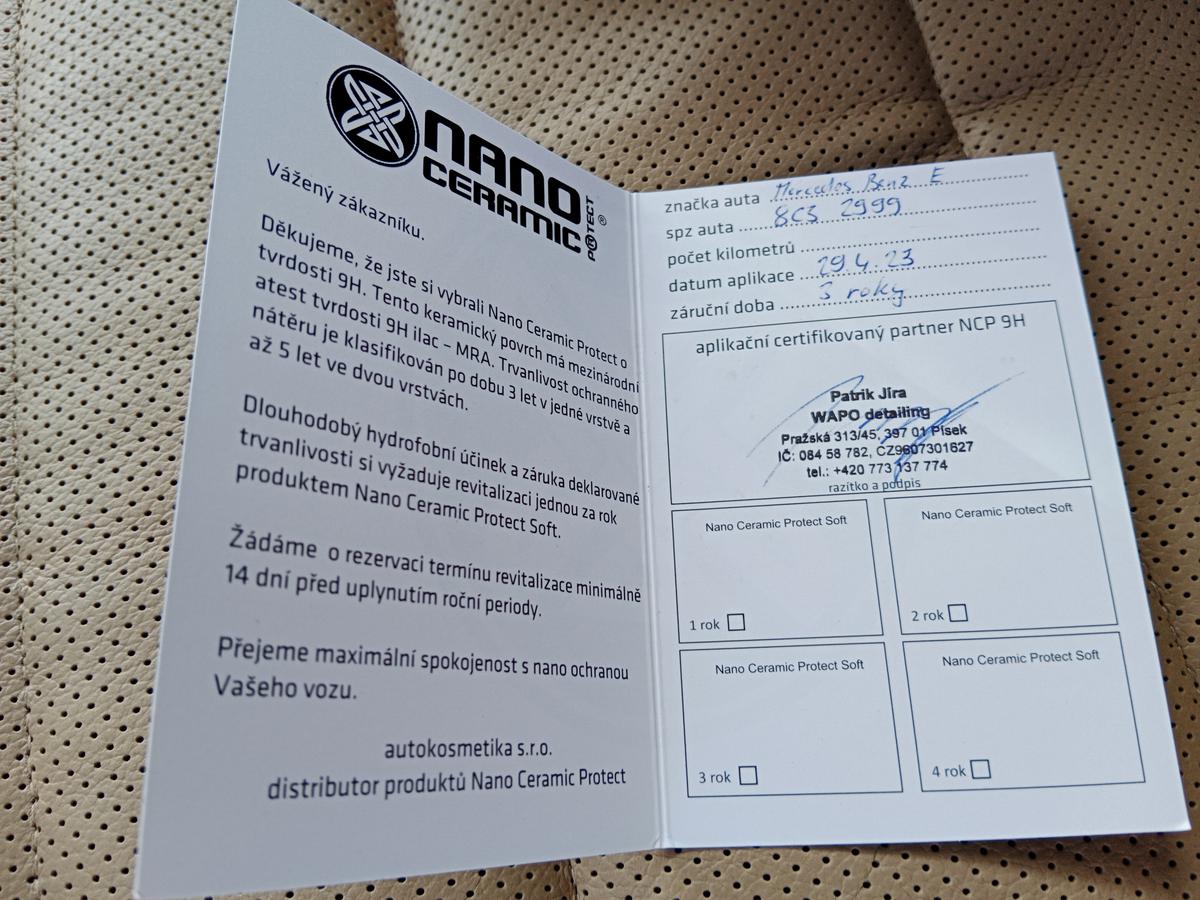 NANO
CERAMIC
PROTECT ®
Vážený zákazníku.
Děkujeme, že jste si vybrali Nano Ceramic Protect o
tvrdosti 9H. Tento keramický povrch má mezinárodní
atest tvrdosti 9H ilac – MRA. Trvanlivost ochranného
nátěru je klasifikován po dobu 3 let v jedné vrstvě a
až 5 let ve dvou vrstvách.
Dlouhodobý hydrofobní účinek a záruka deklarované
trvanlivosti si vyžaduje revitalizaci jednou za rok
produktem Nano Ceramic Protect Soft.
Žádáme o rezervaci termínu revitalizace minimálně
14 dní před uplynutím roční periody.
Přejeme maximální spokojenost s nano ochranou
Vašeho vozu.
autokosmetika s.r.o.
distributor produktů Nano Ceramic Protect
značka auta Mercedes Benz E
spz auta 8C3 2999
počet kilometrů
datum aplikace 29.4.23
záruční doba 3 roky
aplikační certifikovaný partner NCP 9H
Patrik Jíra
WAPO detailing
Pražská 313/45, 397 01 Písek
IČ: 084 58 782, CZ9607301627
tel.: +420 773 137 774
razítko a podpis
Nano Ceramic Protect Soft
1 rok
Nano Ceramic Protect Soft
2 rok
Nano Ceramic Protect Soft
3 rok
Nano Ceramic Protect Soft
4 rok